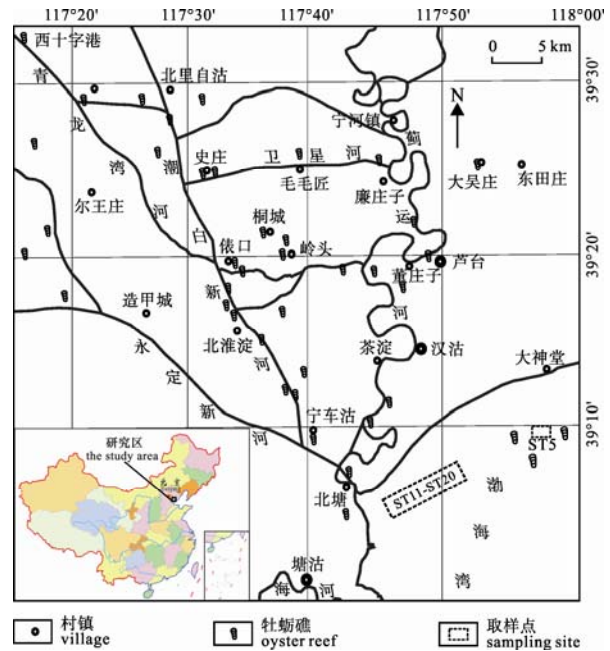 117°20′ 117°40′ 117°50′ 118°00′
西十字港
0 5 km
39°30′
青龙湾河
北里自沽
潮白新河
宁河镇
蓟运河
N
史庄
卫星河
毛毛匠
廉庄子
大吴庄
东田庄
尔王庄
桐城
俵口
岭头
39°20′
董庄子
芦台
造甲城
永定新河
北淮淀
茶淀
汉沽
大神堂
39°10′
宁车沽
ST5
研究区
the study area
北京
北塘
ST11-ST20
渤海湾
塘沽
海河
39°00′
村镇
village
牡蛎礁
oyster reef
取样点
sampling site